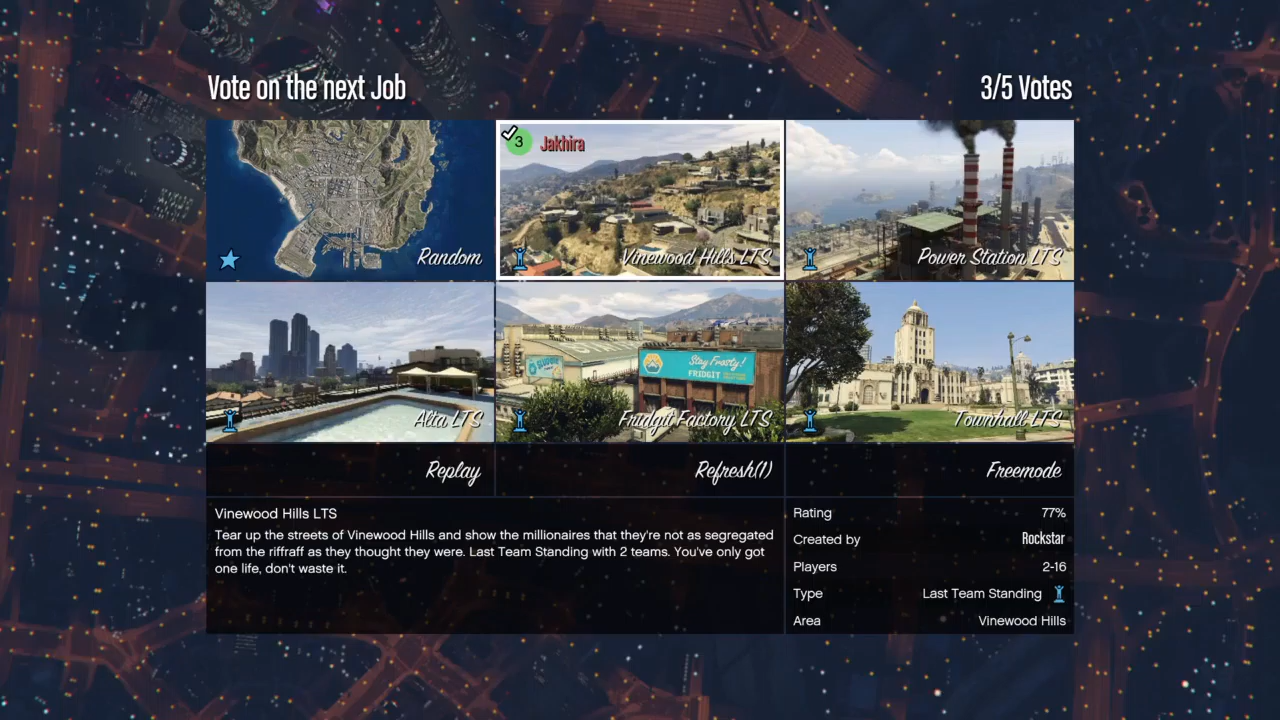 Vote on the next Job
3/5 Votes
Random
3
Jakhira
Vinewood Hills LTS
Power Station LTS
Alta LTS
Stay Frosty!
FRIDGIT
Fridgit Factory LTS
Townhall LTS
Replay
Refresh(1)
Freemode
Vinewood Hills LTS
Tear up the streets of Vinewood Hills and show the millionaires that they're not as segregated
from the riffraff as they thought they were. Last Team Standing with 2 teams. You've only got
one life, don't waste it.
Rating 77%
Created by Rockstar
Players 2-16
Type Last Team Standing
Area Vinewood Hills